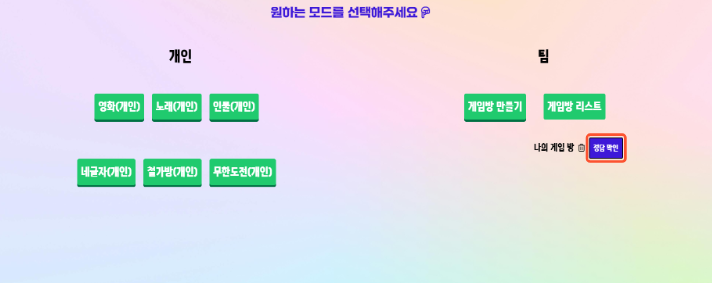 원하는 모드를 선택해주세요
개인
팀
영화(개인) 노래(개인) 인물(개인)
게임방 만들기 게임방 리스트
나의 게임 방 정답 확인
네글자(개인) 걸가방(개인) 무한도전(개인)